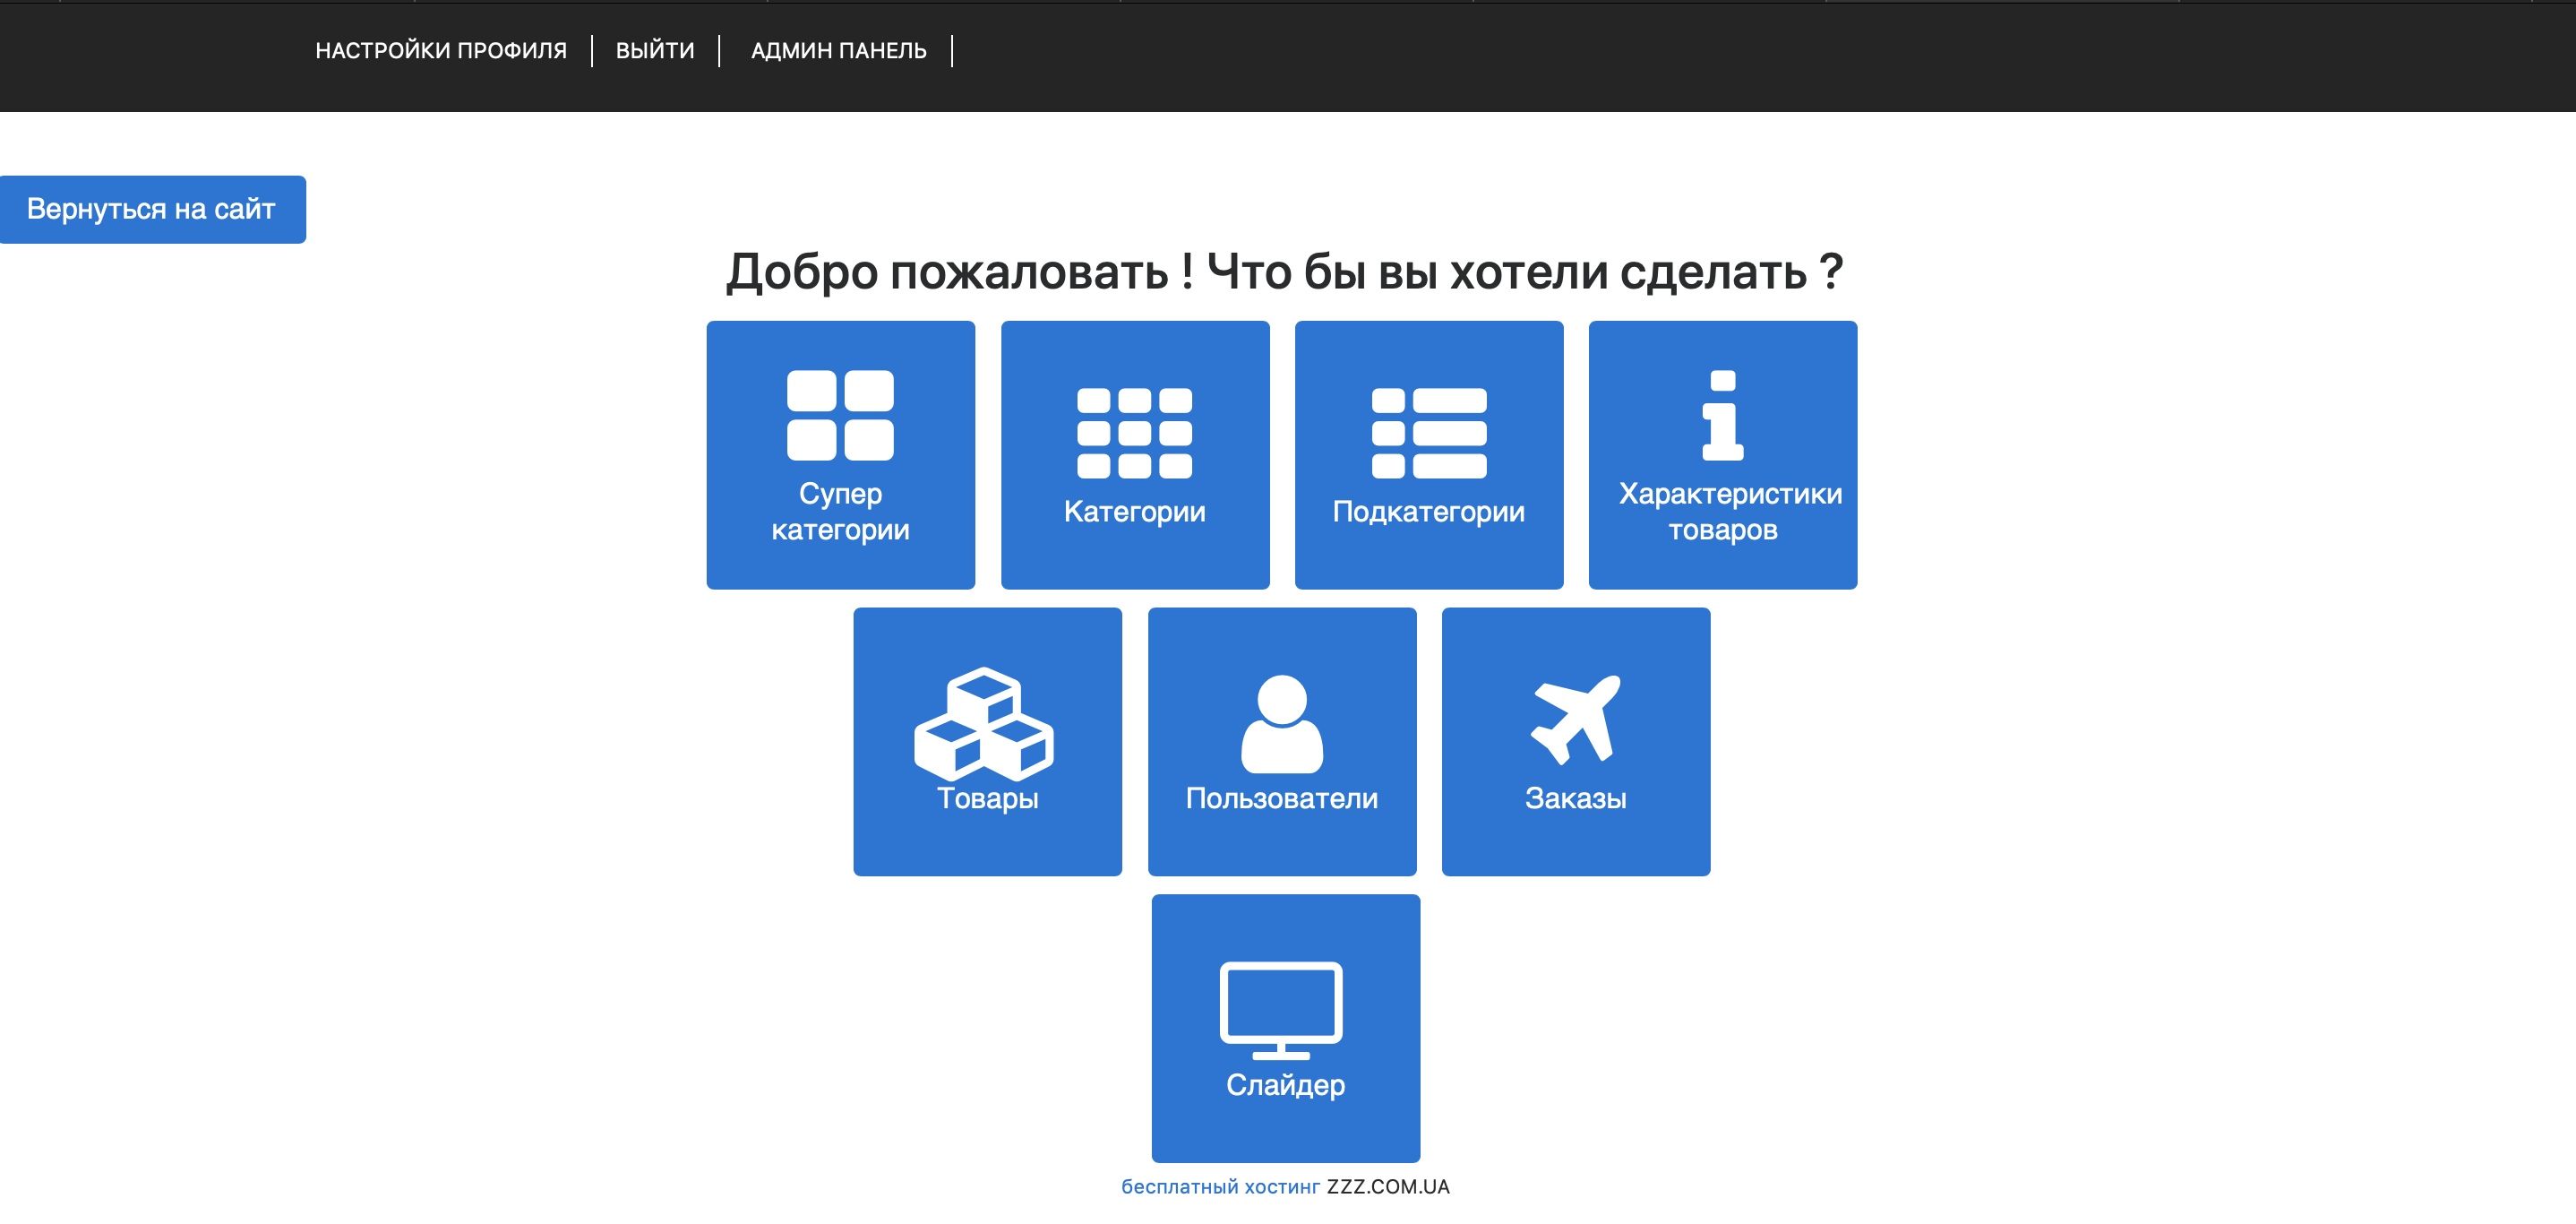 НАСТРОЙКИ ПРОФИЛЯ
ВЫЙТИ
АДМИН ПАНЕЛЬ
Вернуться на сайт
Добро пожаловать ! Что бы вы хотели сделать ?
Супер
категории
Категории
Подкатегории
Характеристики
товаров
Товары
Пользователи
Заказы
Слайдер
бесплатный хостинг ZZZ.COM.UA